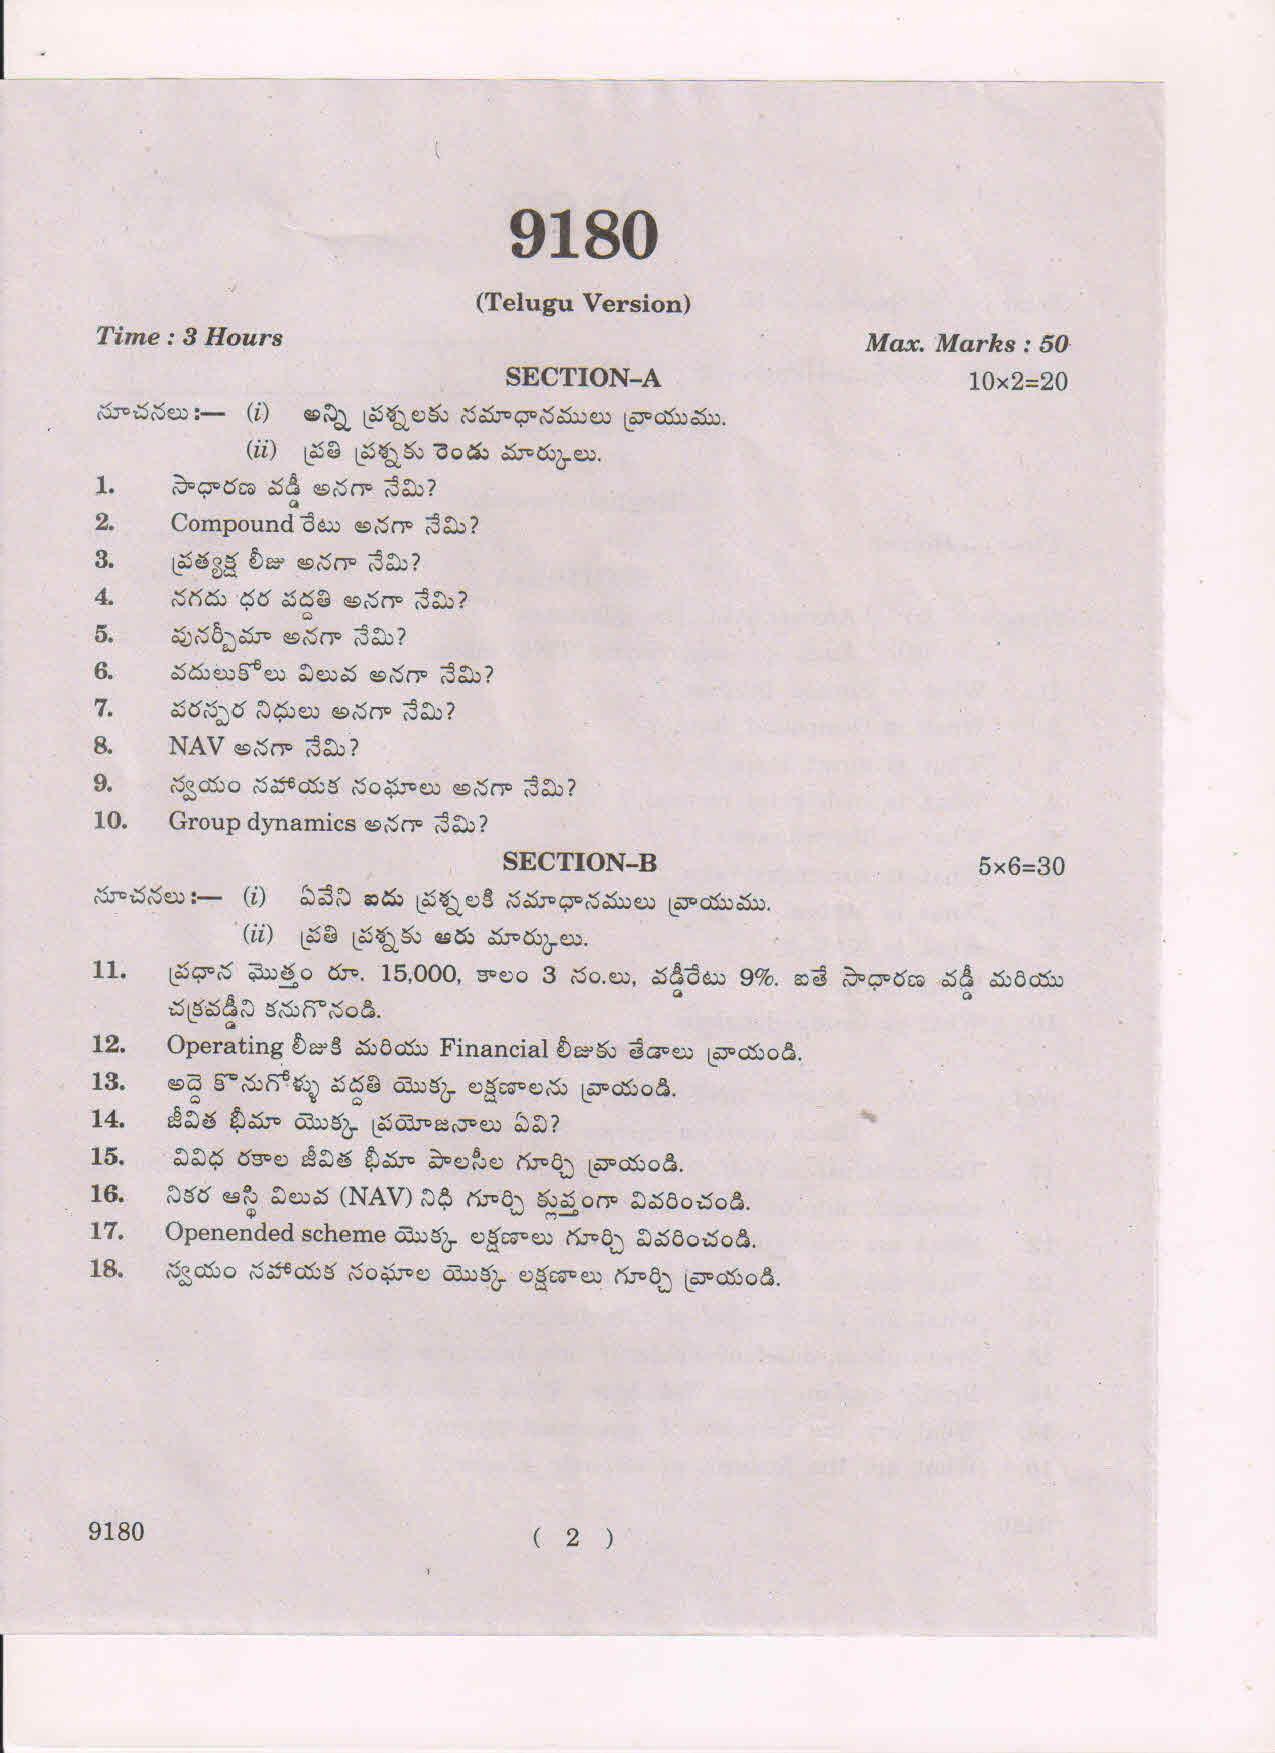 9180
(Telugu Version)
Time : 3 Hours
Max. Marks : 50
SECTION–A
10×2=20
సూచనలు :— (i) అన్ని ప్రశ్నలకు సమాధానములు వ్రాయుము.
(ii) ప్రతి ప్రశ్నకు రెండు మార్కులు.
1. సాధారణ వడ్డీ అనగా నేమి?
2. Compound రేటు అనగా నేమి?
3. ప్రత్యక్ష లీజు అనగా నేమి?
4. నగదు ధర పద్దతి అనగా నేమి?
5. పునర్బీమా అనగా నేమి?
6. వదులుకోలు విలువ అనగా నేమి?
7. పరస్పర నిధులు అనగా నేమి?
8. NAV అనగా నేమి?
9. స్వయం సహాయక సంఘాలు అనగా నేమి?
10. Group dynamics అనగా నేమి?
SECTION–B
5×6=30
సూచనలు :— (i) ఏవేని ఐదు ప్రశ్నలకి సమాధానములు వ్రాయుము.
(ii) ప్రతి ప్రశ్నకు ఆరు మార్కులు.
11. ప్రధాన మొత్తం రూ. 15,000, కాలం 3 సం.లు, వడ్డీరేటు 9%. ఐతే సాధారణ వడ్డీ మరియు
చక్రవడ్డీని కనుగొనండి.
12. Operating లీజుకి మరియు Financial లీజుకు తేడాలు వ్రాయండి.
13. అద్దె కొనుగోళ్ళు పద్దతి యొక్క లక్షణాలను వ్రాయండి.
14. జీవిత భీమా యొక్క ప్రయోజనాలు ఏవి?
15. వివిధ రకాల జీవిత భీమా పాలసీల గూర్చి వ్రాయండి.
16. నికర ఆస్థి విలువ (NAV) నిధి గూర్చి క్లుప్తంగా వివరించండి.
17. Openended scheme యొక్క లక్షణాలు గూర్చి వివరించండి.
18. స్వయం సహాయక సంఘాల యొక్క లక్షణాలు గూర్చి వ్రాయండి.
9180
( 2 )